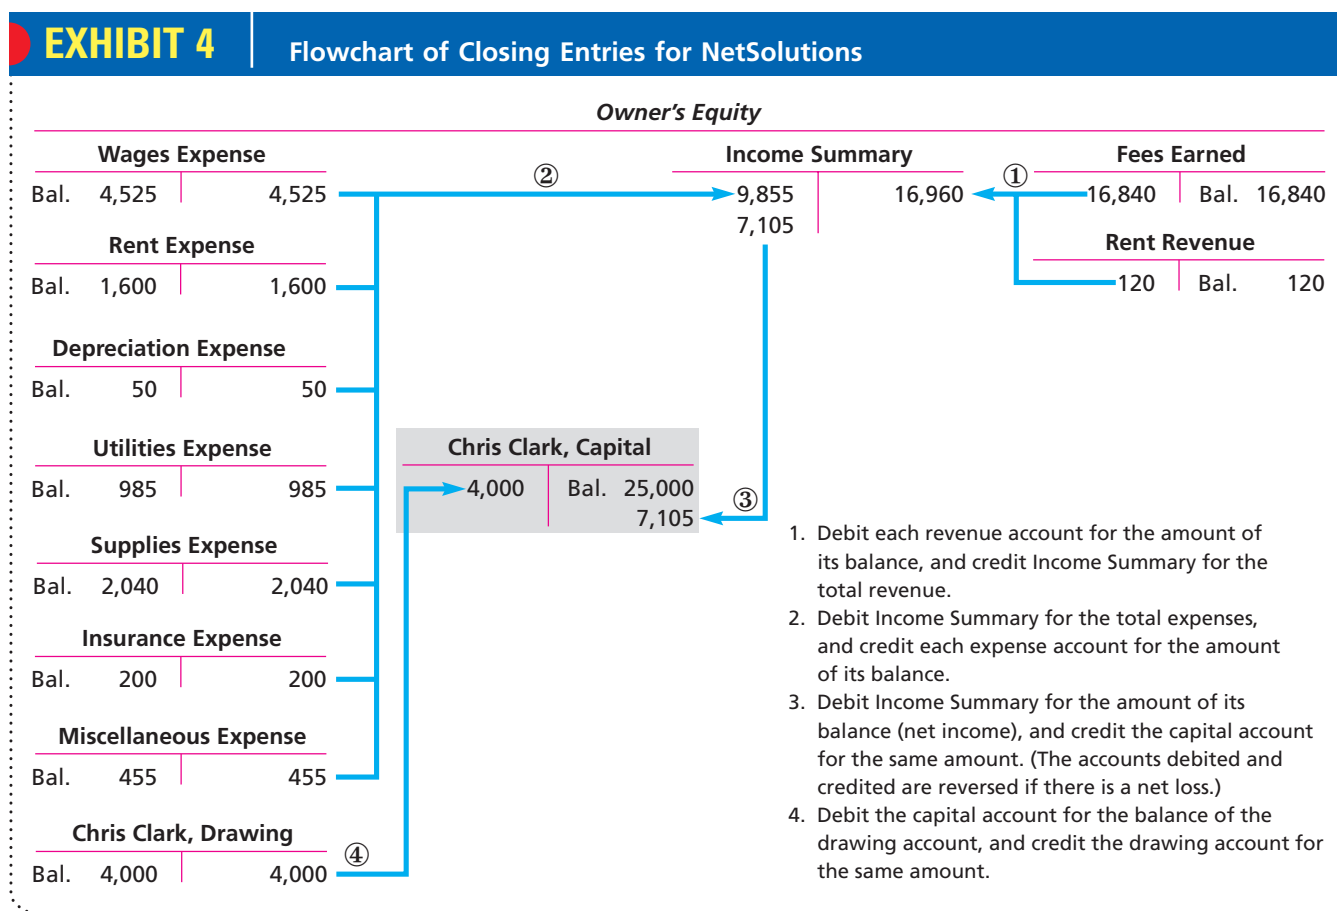 EXHIBIT 4
Flowchart of Closing Entries for NetSolutions
Owner's Equity
Wages Expense
Bal. 4,525 4,525
Rent Expense
Bal. 1,600 1,600
Depreciation Expense
Bal. 50 50
Utilities Expense
Bal. 985 985
Supplies Expense
Bal. 2,040 2,040
Insurance Expense
Bal. 200 200
Miscellaneous Expense
Bal. 455 455
Chris Clark, Drawing
Bal. 4,000 4,000
④
②
Income Summary
9,855 16,960
7,105
①
Fees Earned
16,840 Bal. 16,840
Rent Revenue
120 Bal. 120
Chris Clark, Capital
4,000 Bal. 25,000
7,105
③
1. Debit each revenue account for the amount of
its balance, and credit Income Summary for the
total revenue.
2. Debit Income Summary for the total expenses,
and credit each expense account for the amount
of its balance.
3. Debit Income Summary for the amount of its
balance (net income), and credit the capital account
for the same amount. (The accounts debited and
credited are reversed if there is a net loss.)
4. Debit the capital account for the balance of the
drawing account, and credit the drawing account for
the same amount.